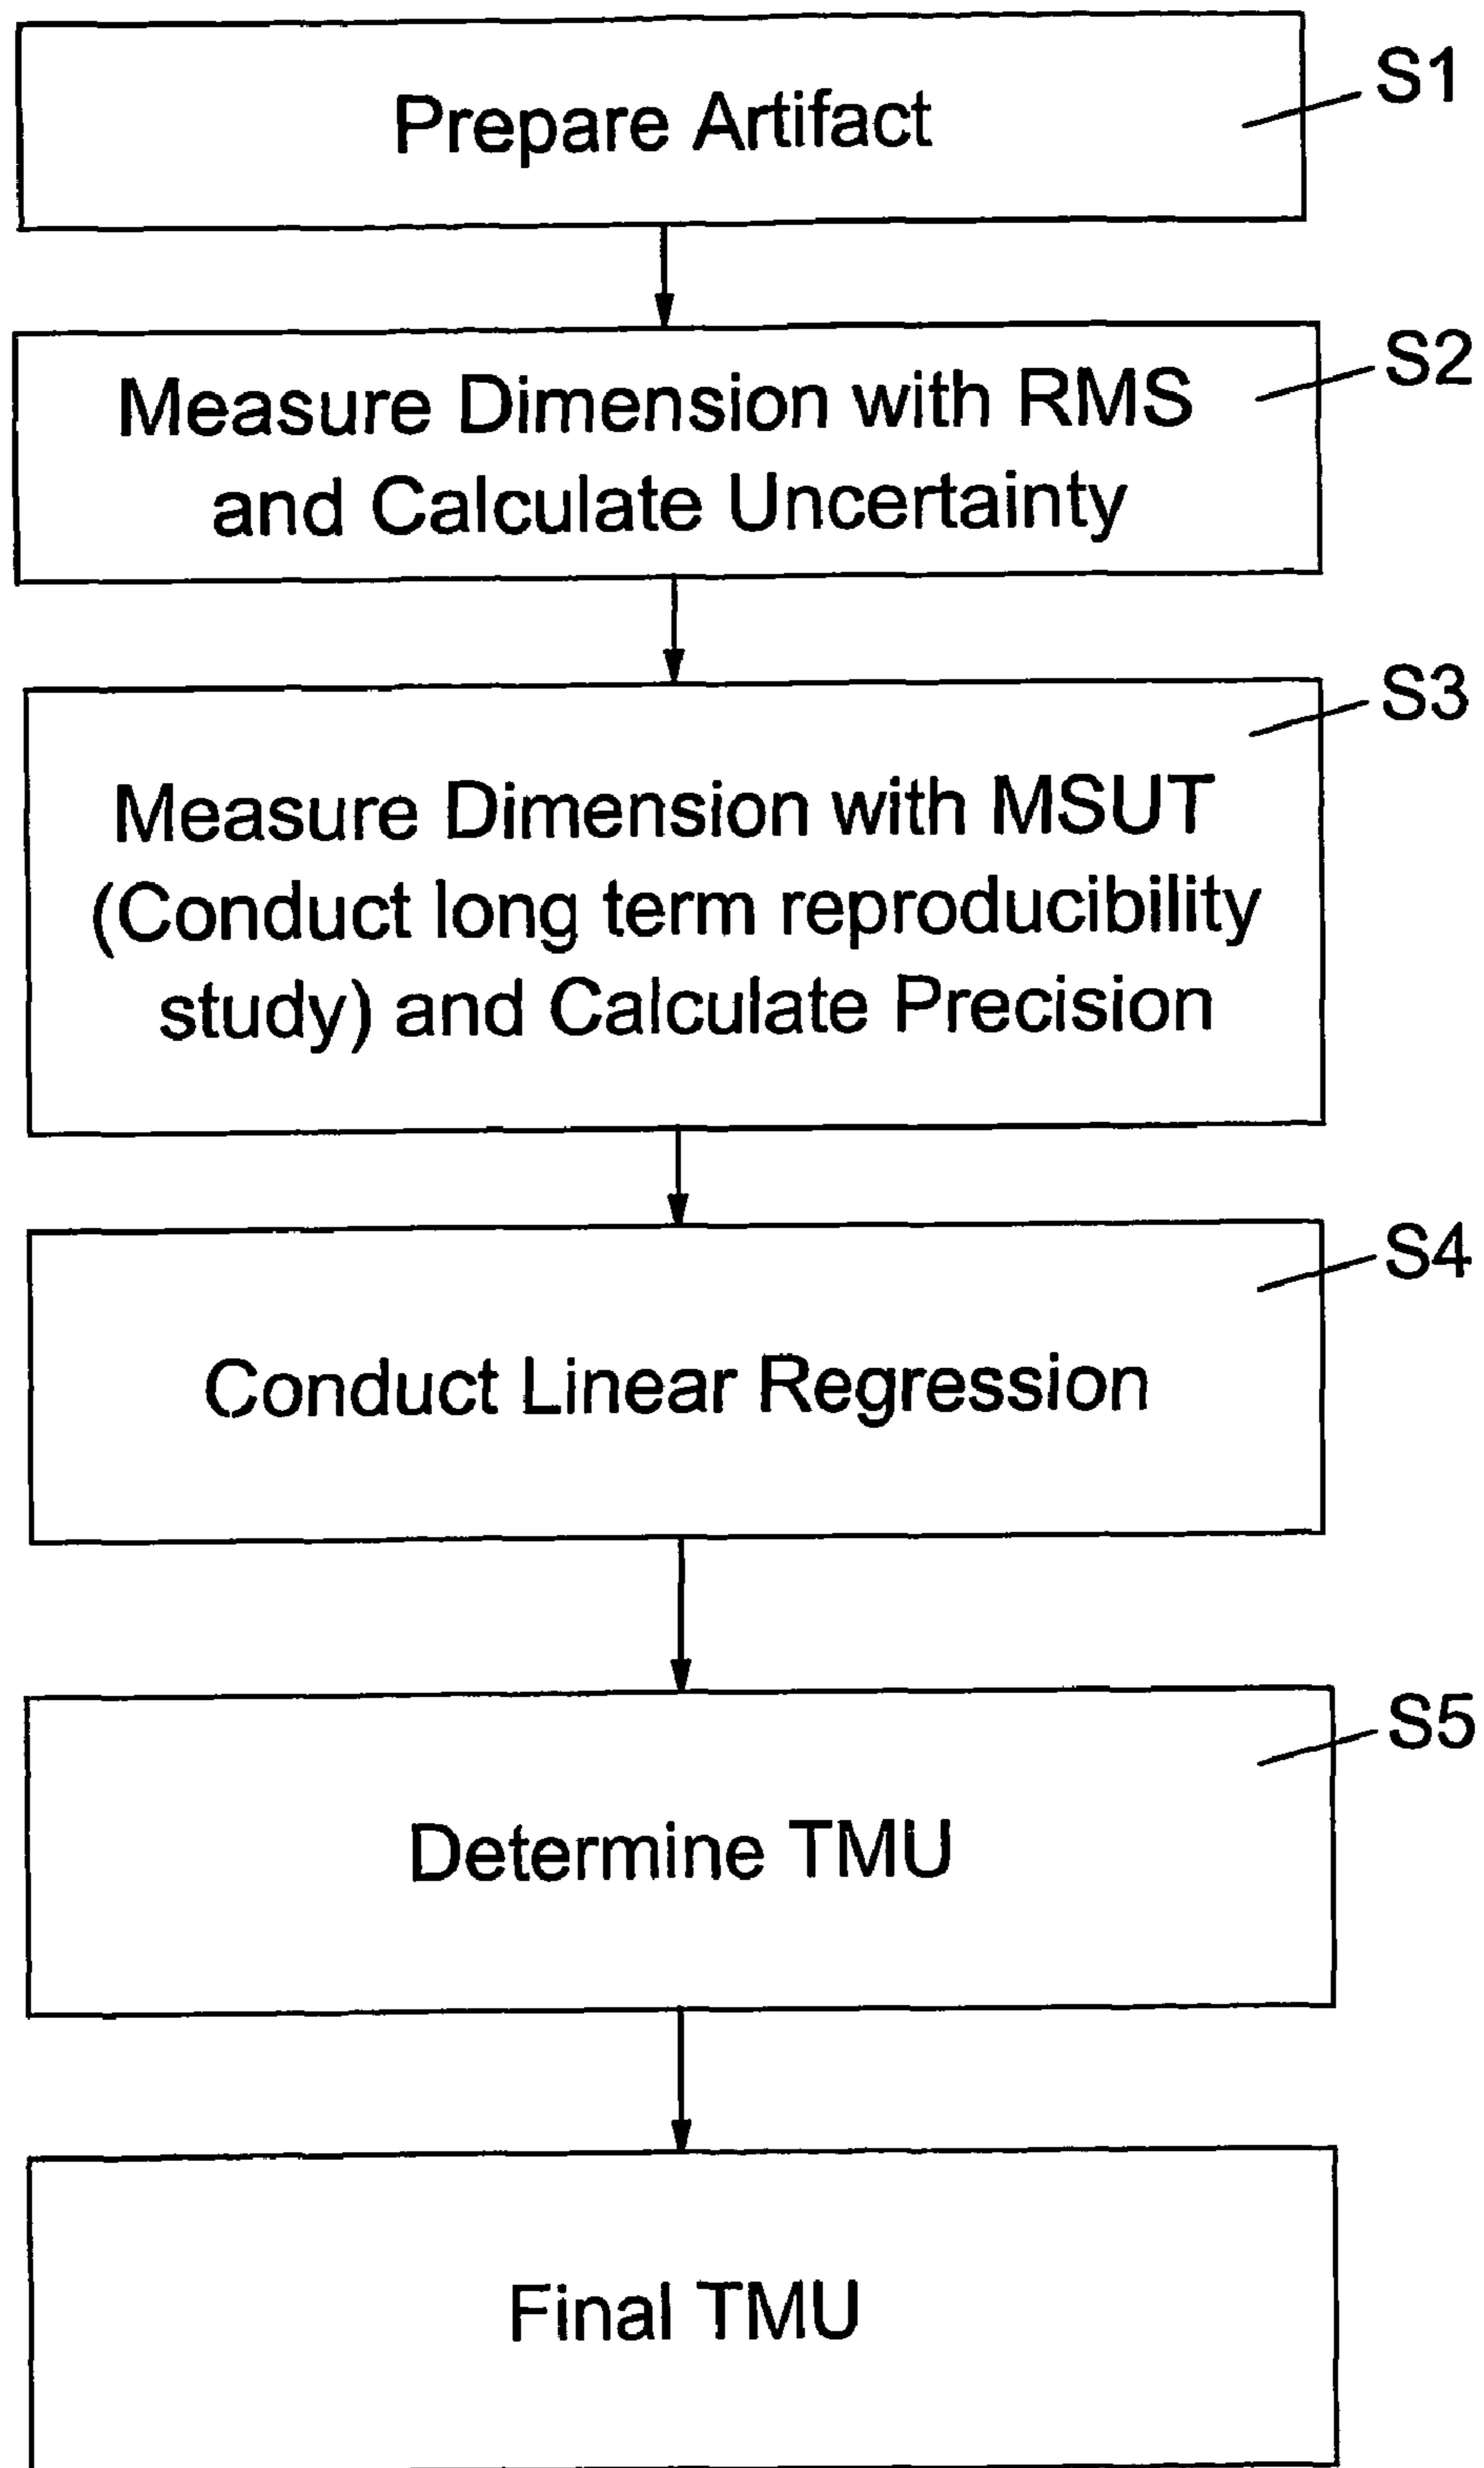 Prepare Artifact
S1
Measure Dimension with RMS
and Calculate Uncertainty
S2
Measure Dimension with MSUT
(Conduct long term reproducibility
study) and Calculate Precision
S3
Conduct Linear Regression
S4
Determine TMU
S5
Final TMU